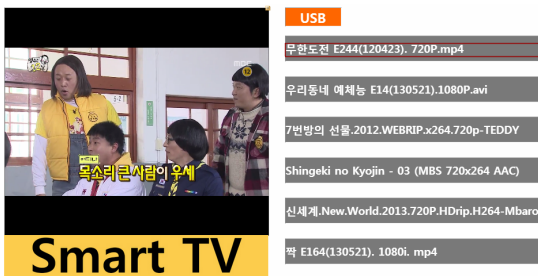 MBC
12
목소리 큰 사람이 우세
Smart TV
USB
무한도전 E244(120423). 720P.mp4
우리동네 예체능 E14(130521).1080P.avi
7번방의 선물.2012.WEBRIP.x264.720p-TEDDY
Shingeki no Kyojin - 03 (MBS 720x264 AAC)
신세계.New.World.2013.720P.HDrip.H264-Mbaro
짝 E164(130521). 1080i. mp4